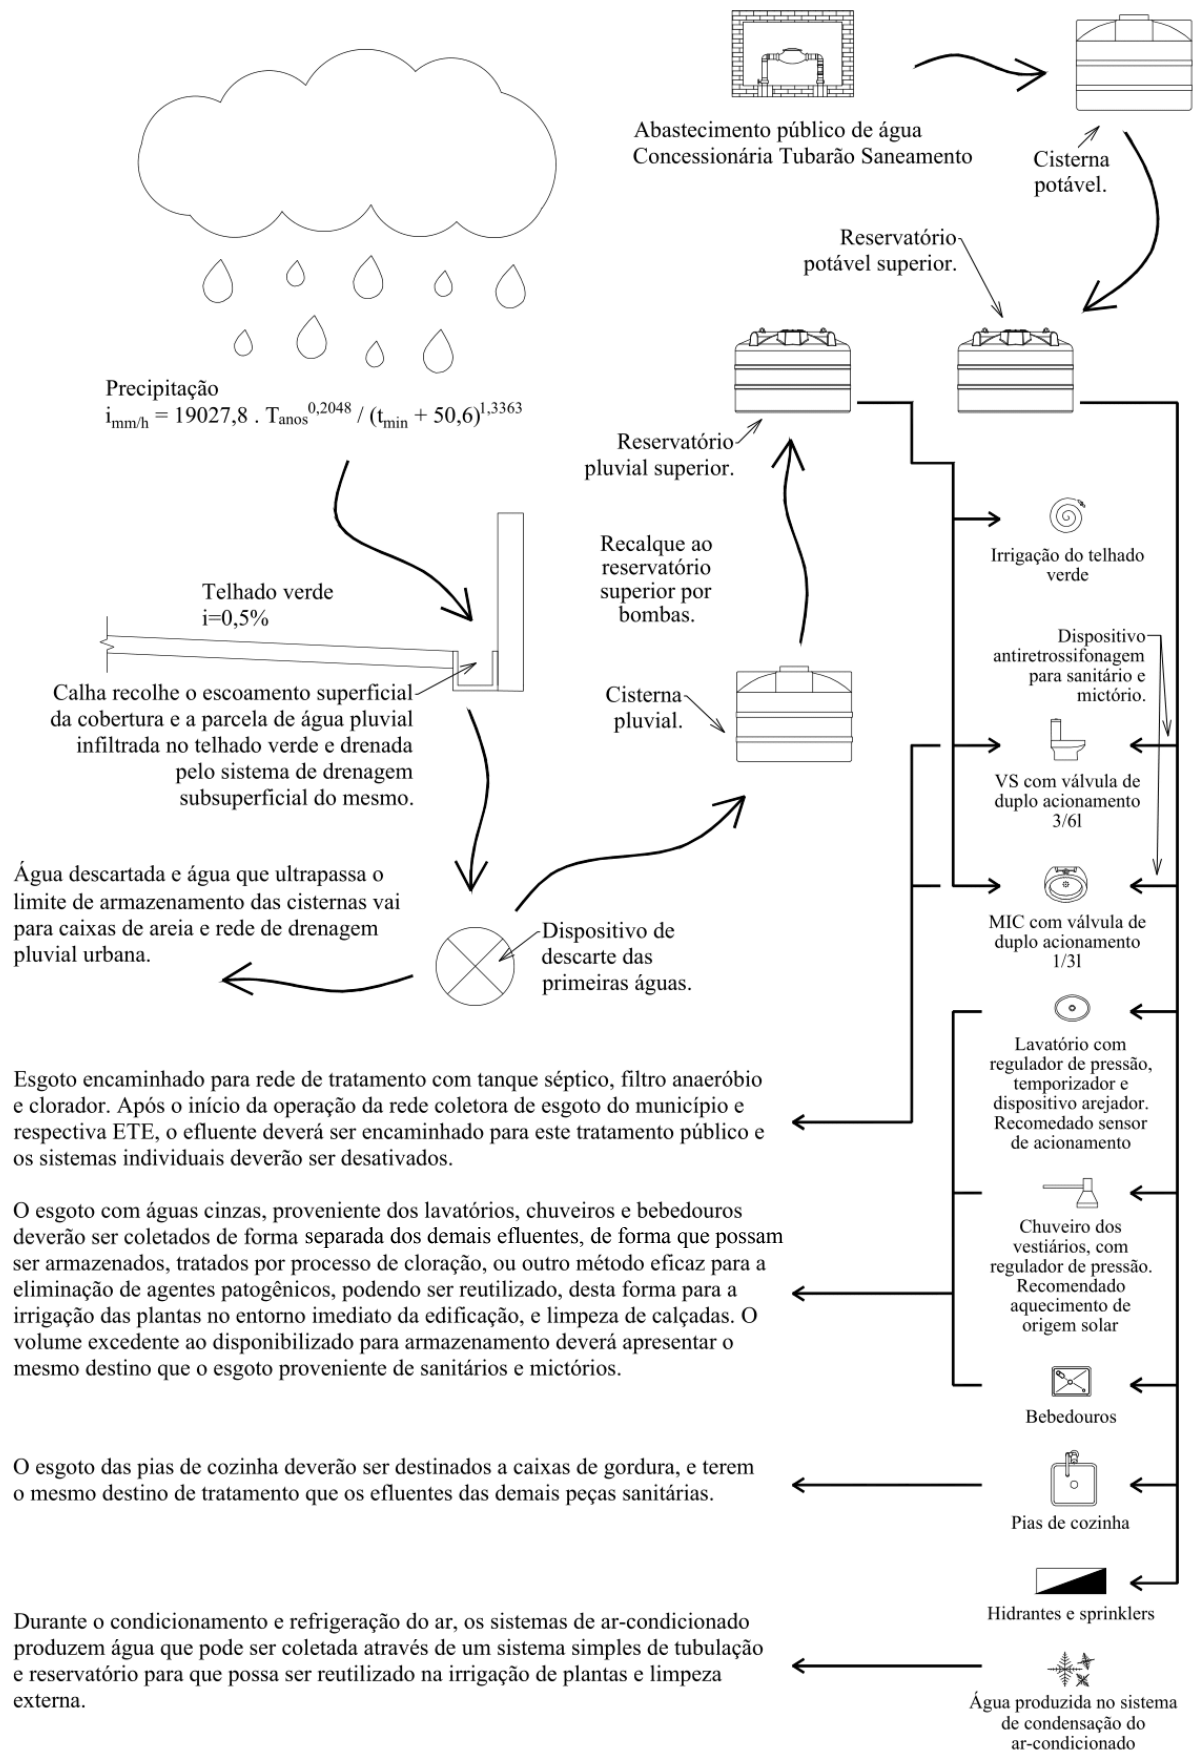 Abastecimento público de água
Concessionária Tubarão Saneamento
Cisterna
potável.
Reservatório
potável superior.
Precipitação
i mm/h = 19027,8 . Tanos^0,2048 / (t min + 50,6)^1,3363
Reservatório
pluvial superior.
Recalque ao
reservatório
superior por
bombas.
Irrigação do telhado
verde
Telhado verde
i=0,5%
Dispositivo
antiretrossifonagem
para sanitário e
mictório.
Calha recolhe o escoamento superficial
da cobertura e a parcela de água pluvial
infiltrada no telhado verde e drenada
pelo sistema de drenagem
subsuperficial do mesmo.
Cisterna
pluvial.
VS com válvula de
duplo acionamento
3/6l
Água descartada e água que ultrapassa o
limite de armazenamento das cisternas vai
para caixas de areia e rede de drenagem
pluvial urbana.
Dispositivo de
descarte das
primeiras águas.
MIC com válvula de
duplo acionamento
1/3l
Lavatório com
regulador de pressão,
temporizador e
dispositivo arejador.
Recomedado sensor
de acionamento
Esgoto encaminhado para rede de tratamento com tanque séptico, filtro anaeróbio
e clorador. Após o início da operação da rede coletora de esgoto do município e
respectiva ETE, o efluente deverá ser encaminhado para este tratamento público e
os sistemas individuais deverão ser desativados.
O esgoto com águas cinzas, proveniente dos lavatórios, chuveiros e bebedouros
deverão ser coletados de forma separada dos demais efluentes, de forma que possam
ser armazenados, tratados por processo de cloração, ou outro método eficaz para a
eliminação de agentes patogênicos, podendo ser reutilizado, desta forma para a
irrigação das plantas no entorno imediato da edificação, e limpeza de calçadas. O
volume excedente ao disponibilizado para armazenamento deverá apresentar o
mesmo destino que o esgoto proveniente de sanitários e mictórios.
Chuveiro dos
vestiários, com
regulador de pressão.
Recomendado
aquecimento de
origem solar
Bebedouros
O esgoto das pias de cozinha deverão ser destinados a caixas de gordura, e terem
o mesmo destino de tratamento que os efluentes das demais peças sanitárias.
Pias de cozinha
Hidrantes e sprinklers
Durante o condicionamento e refrigeração do ar, os sistemas de ar-condicionado
produzem água que pode ser coletada através de um sistema simples de tubulação
e reservatório para que possa ser reutilizado na irrigação de plantas e limpeza
externa.
Água produzida no sistema
de condensação do
ar-condicionado